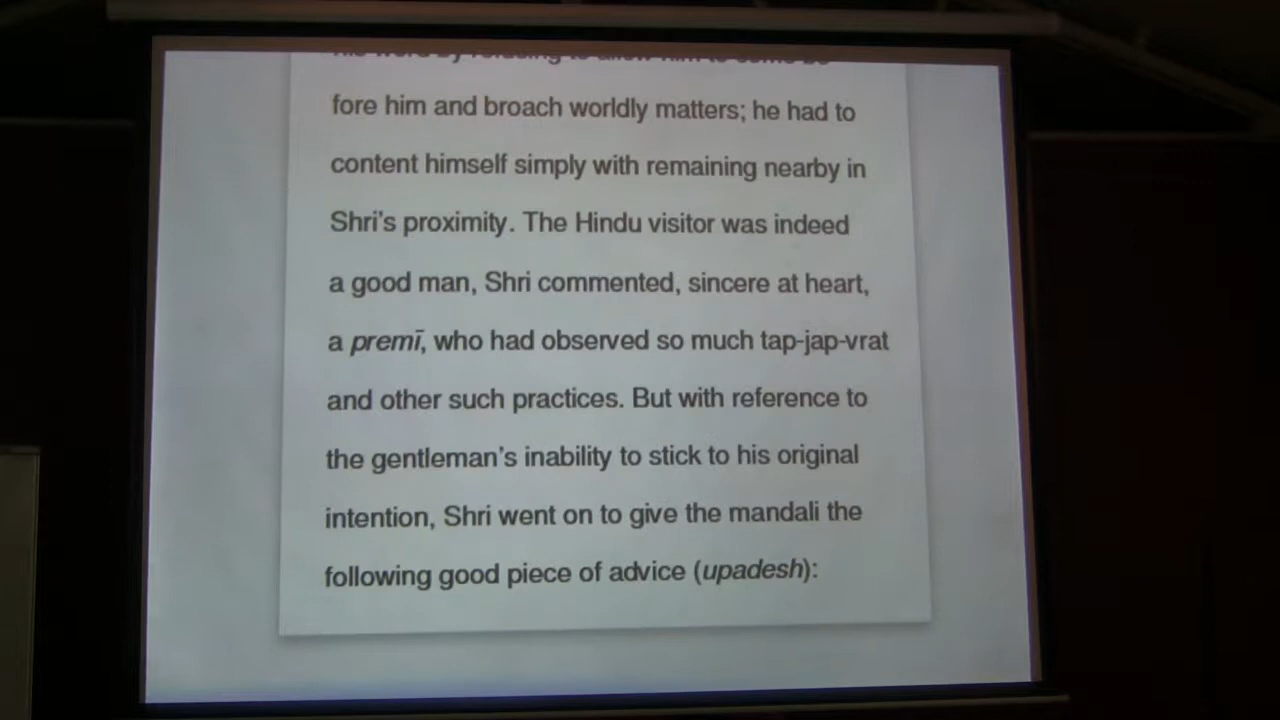 fore him and broach worldly matters; he had to
content himself simply with remaining nearby in
Shri's proximity. The Hindu visitor was indeed
a good man, Shri commented, sincere at heart,
a premī, who had observed so much tap-jap-vrat
and other such practices. But with reference to
the gentleman's inability to stick to his original
intention, Shri went on to give the mandali the
following good piece of advice (upadesh):